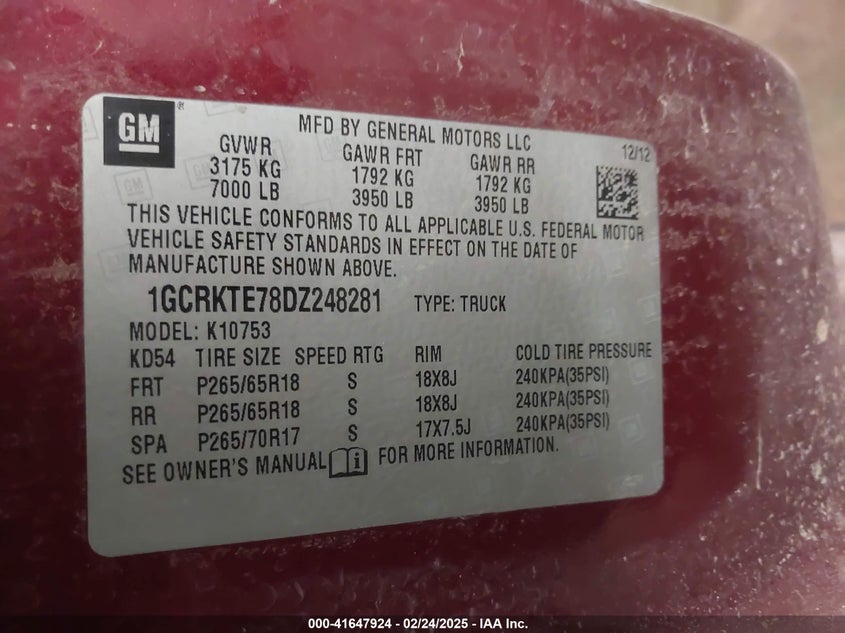 GM
MFD BY GENERAL MOTORS LLC
12/12
GVWR GAWR FRT GAWR RR
3175 KG 1792 KG 1792 KG
7000 LB 3950 LB 3950 LB
THIS VEHICLE CONFORMS TO ALL APPLICABLE U.S. FEDERAL MOTOR
VEHICLE SAFETY STANDARDS IN EFFECT ON THE DATE OF
MANUFACTURE SHOWN ABOVE.
1GCRKTE78DZ248281 TYPE: TRUCK
MODEL: K10753
KD54 TIRE SIZE SPEED RTG RIM COLD TIRE PRESSURE
FRT P265/65R18 S 18X8J 240KPA(35PSI)
RR P265/65R18 S 18X8J 240KPA(35PSI)
SPA P265/70R17 S 17X7.5J 240KPA(35PSI)
SEE OWNER'S MANUAL i FOR MORE INFORMATION.
000-41647924 - 02/24/2025 - IAA Inc.